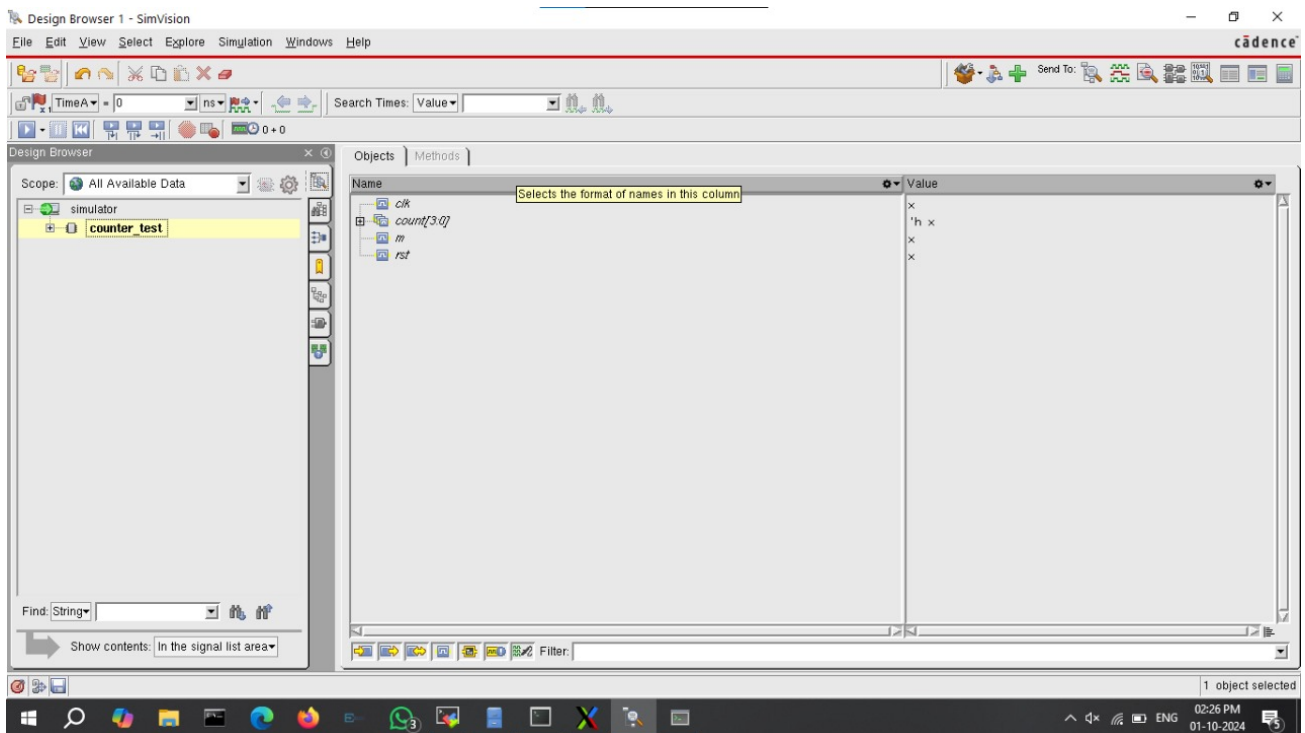 Design Browser 1 - SimVision
File Edit View Select Explore Simulation Windows Help
cādence
Send To:
TimeA = 0 ns
Search Times: Value
0 + 0
Design Browser
Objects Methods
Scope: All Available Data
Name Value
Selects the format of names in this column
simulator
counter_test
clk x
count[3:0] 'h x
m x
rst x
Find: String
Show contents: In the signal list area
Filter:
1 object selected
3
ENG
02:26 PM
01-10-2024
5